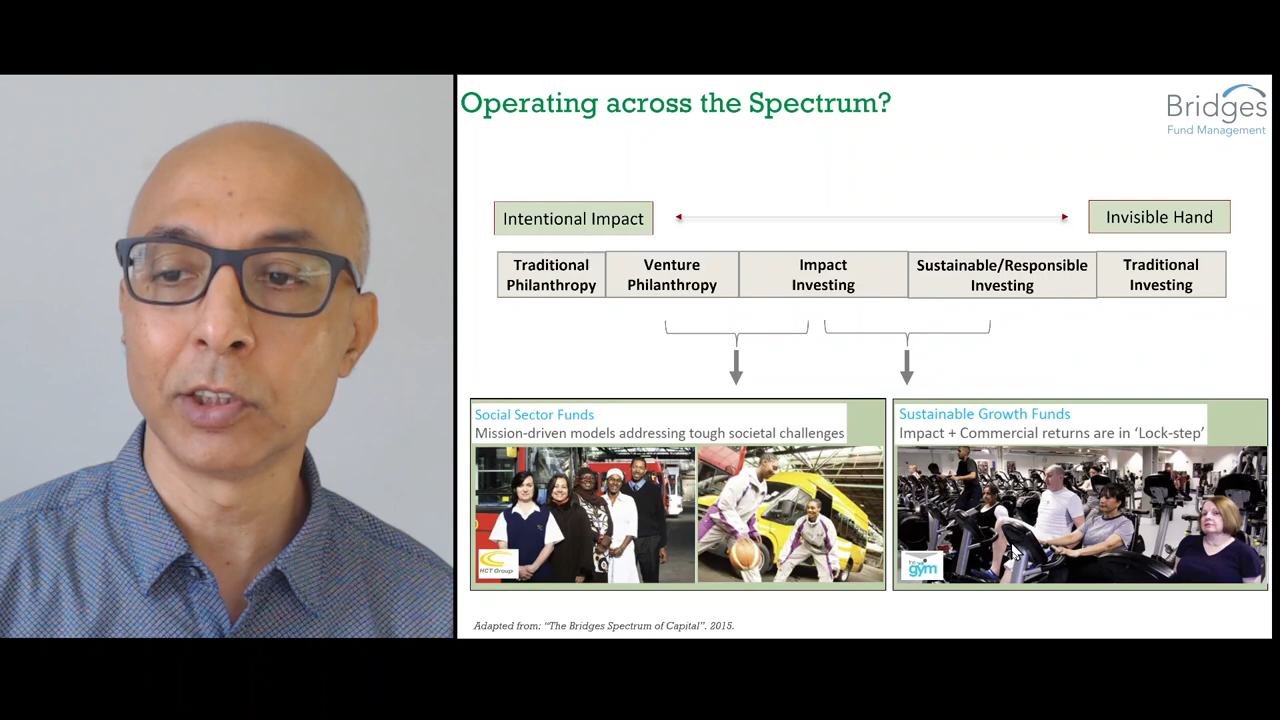 Operating across the Spectrum?
Bridges
Fund Management
Intentional Impact
Invisible Hand
Traditional
Philanthropy
Venture
Philanthropy
Impact
Investing
Sustainable/Responsible
Investing
Traditional
Investing
Social Sector Funds
Mission-driven models addressing tough societal challenges
HCT Group
Sustainable Growth Funds
Impact + Commercial returns are in ‘Lock-step’
the
gym
Adapted from: “The Bridges Spectrum of Capital”. 2015.